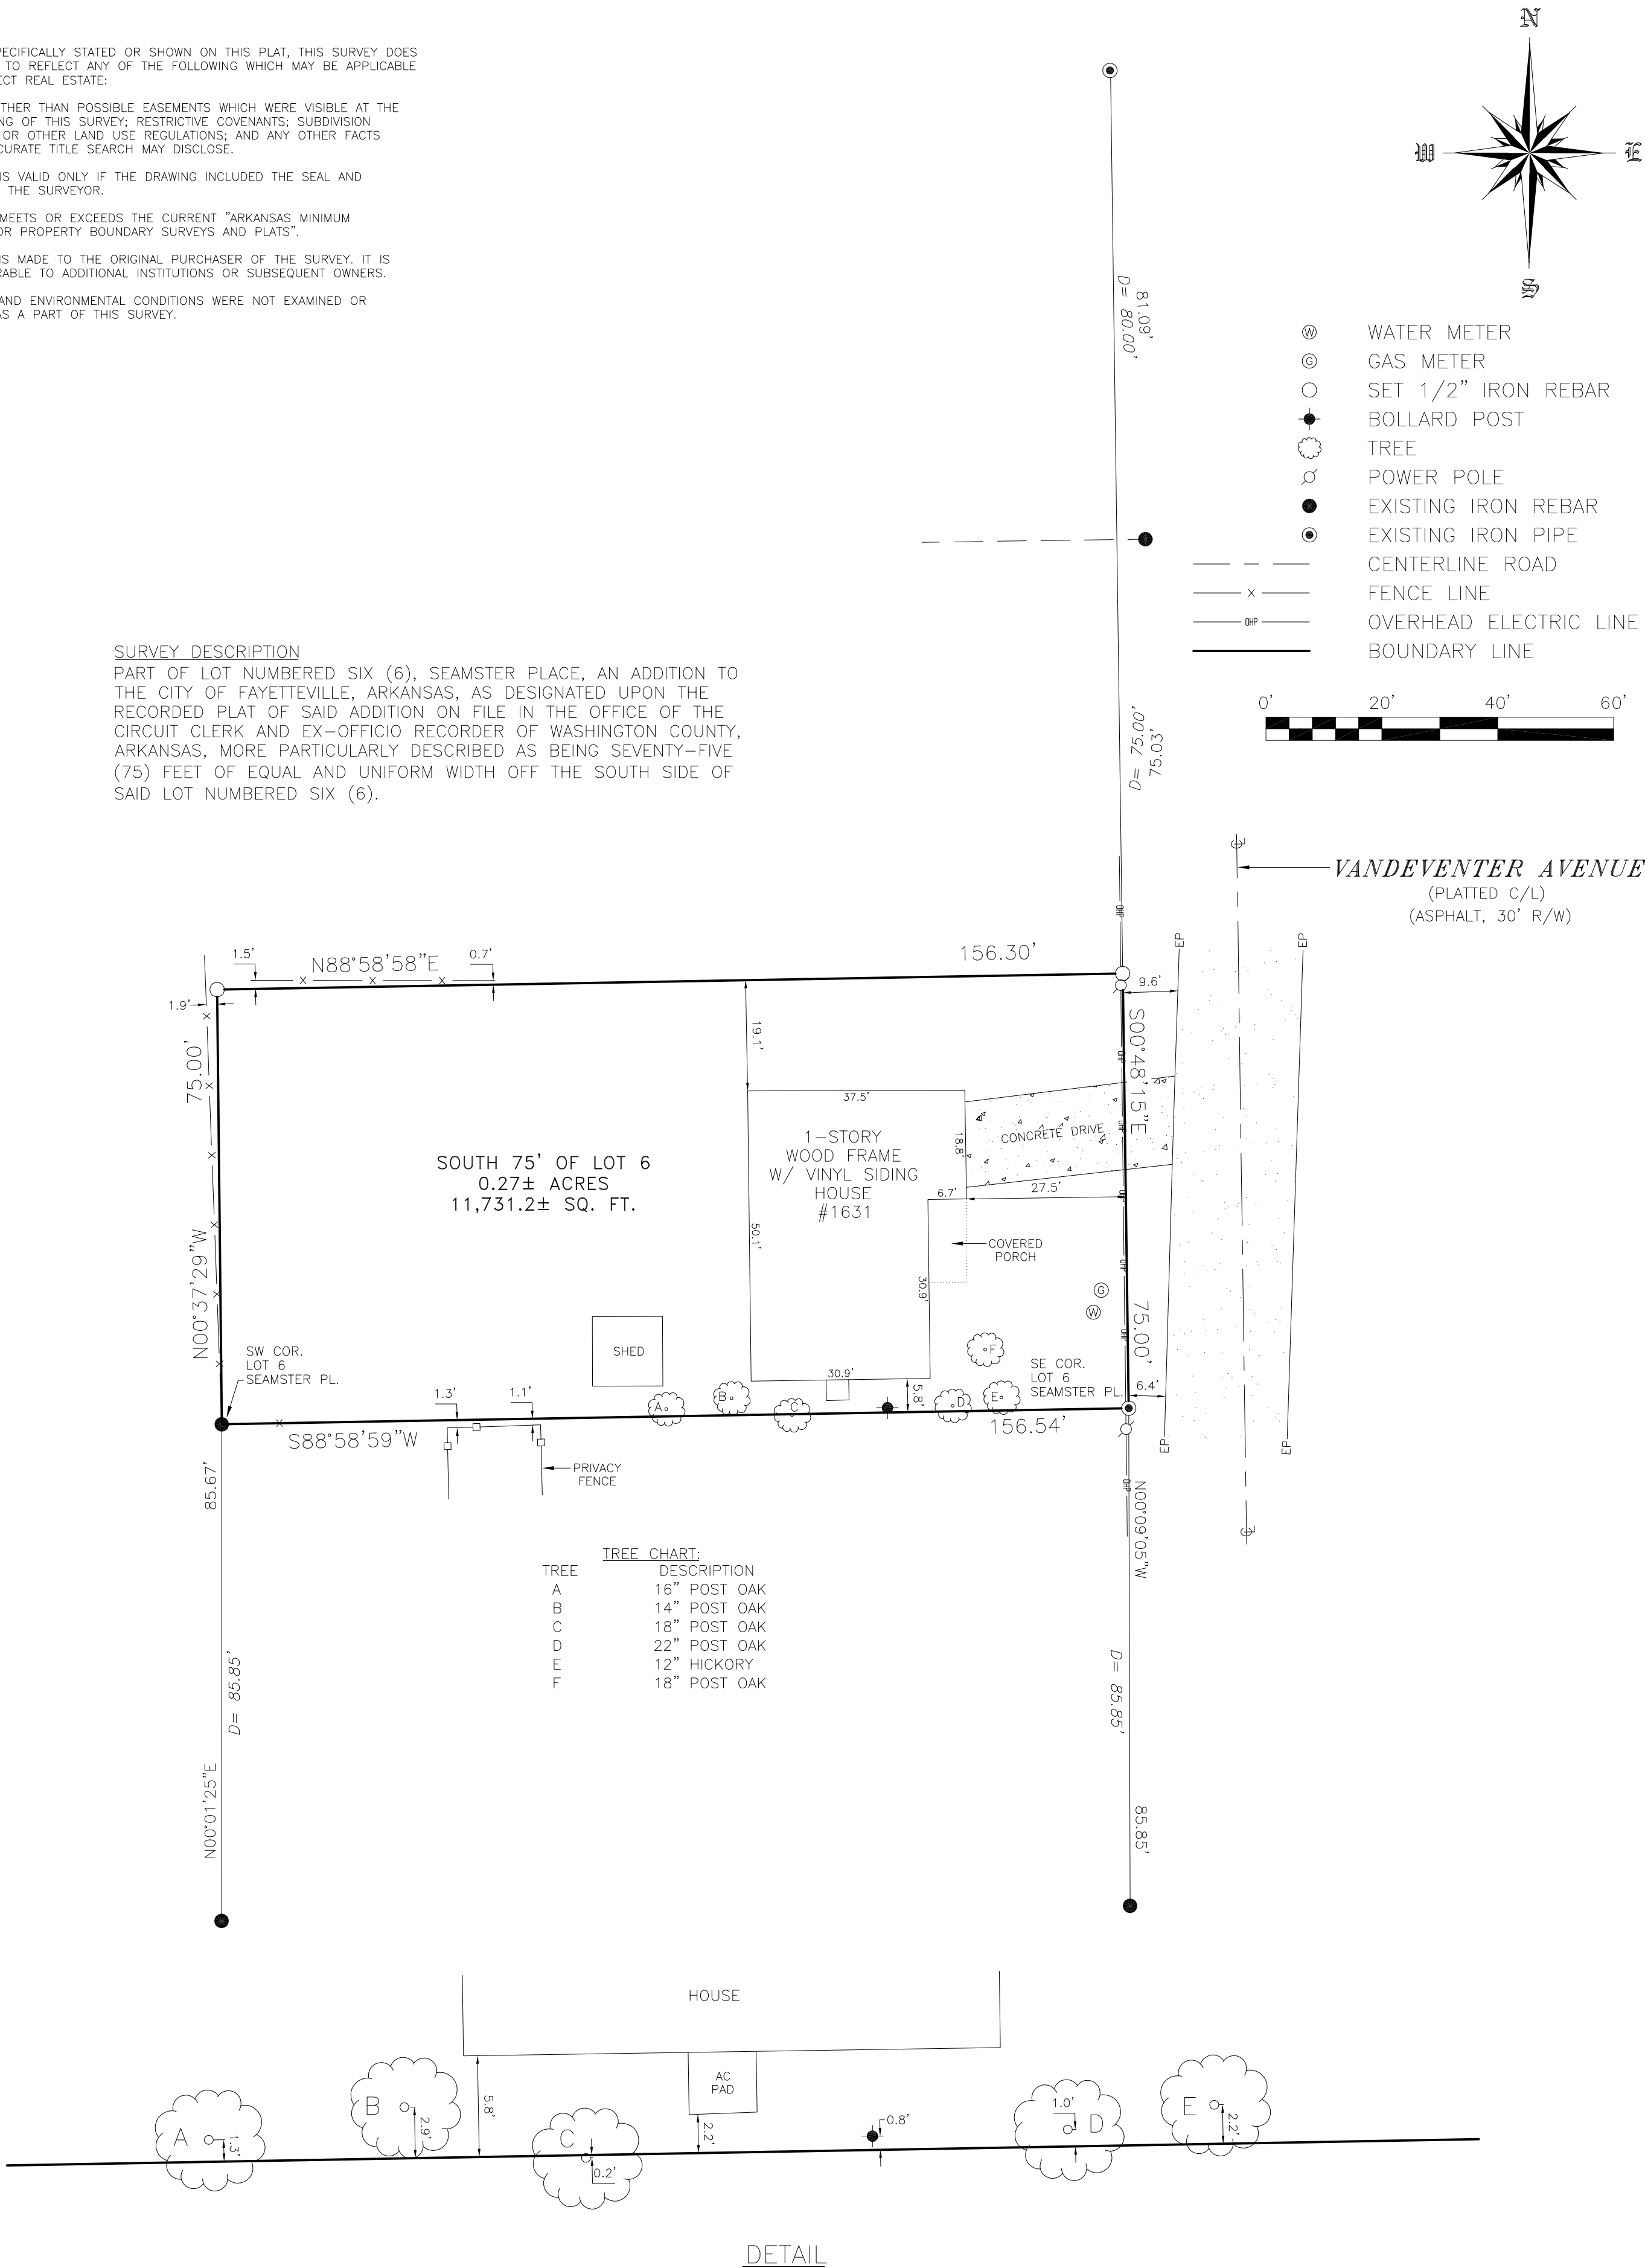 PECIFICALLY STATED OR SHOWN ON THIS PLAT, THIS SURVEY DOES
TO REFLECT ANY OF THE FOLLOWING WHICH MAY BE APPLICABLE
ECT REAL ESTATE:
THER THAN POSSIBLE EASEMENTS WHICH WERE VISIBLE AT THE
NG OF THIS SURVEY; RESTRICTIVE COVENANTS; SUBDIVISION
OR OTHER LAND USE REGULATIONS; AND ANY OTHER FACTS
CURATE TITLE SEARCH MAY DISCLOSE.
IS VALID ONLY IF THE DRAWING INCLUDED THE SEAL AND
THE SURVEYOR.
MEETS OR EXCEEDS THE CURRENT "ARKANSAS MINIMUM
OR PROPERTY BOUNDARY SURVEYS AND PLATS".
IS MADE TO THE ORIGINAL PURCHASER OF THE SURVEY. IT IS
RABLE TO ADDITIONAL INSTITUTIONS OR SUBSEQUENT OWNERS.
AND ENVIRONMENTAL CONDITIONS WERE NOT EXAMINED OR
AS A PART OF THIS SURVEY.
N
W
E
S
81.09'
D= 80.00'
W WATER METER
G GAS METER
SET 1/2" IRON REBAR
BOLLARD POST
TREE
POWER POLE
EXISTING IRON REBAR
EXISTING IRON PIPE
CENTERLINE ROAD
X FENCE LINE
OHP OVERHEAD ELECTRIC LINE
BOUNDARY LINE
0' 20' 40' 60'
SURVEY DESCRIPTION
PART OF LOT NUMBERED SIX (6), SEAMSTER PLACE, AN ADDITION TO
THE CITY OF FAYETTEVILLE, ARKANSAS, AS DESIGNATED UPON THE
RECORDED PLAT OF SAID ADDITION ON FILE IN THE OFFICE OF THE
CIRCUIT CLERK AND EX-OFFICIO RECORDER OF WASHINGTON COUNTY,
ARKANSAS, MORE PARTICULARLY DESCRIBED AS BEING SEVENTY-FIVE
(75) FEET OF EQUAL AND UNIFORM WIDTH OFF THE SOUTH SIDE OF
SAID LOT NUMBERED SIX (6).
D= 75.00'
75.03'
VANDEVENTER AVENUE
(PLATTED C/L)
(ASPHALT, 30' R/W)
OHP
EP
EP
1.5'
N88°58'58"E
0.7'
156.30'
X X X
1.9'
9.6'
75.00'
N00°37'29"W
X
X
X
X
X
X
19.1'
37.5'
S00°48'15"E
75.00'
OHP
OHP
OHP
OHP
OHP
CONCRETE DRIVE
18.8'
1-STORY
WOOD FRAME
W/ VINYL SIDING
HOUSE
#1631
SOUTH 75' OF LOT 6
0.27± ACRES
11,731.2± SQ. FT.
6.7'
27.5'
50.1'
COVERED
PORCH
30.9'
G
W
SHED
F
SW COR.
LOT 6
SEAMSTER PL.
SE COR.
LOT 6
SEAMSTER PL.
30.9'
5.8'
6.4'
1.3'
1.1'
A
B
C
D
E
X
S88°58'59"W
156.54'
EP
EP
PRIVACY
FENCE
OHP
85.67'
D= 85.85'
N00°01'25"E
N00°09'05"W
D= 85.85'
85.85'
TREE CHART:
TREE DESCRIPTION
A 16" POST OAK
B 14" POST OAK
C 18" POST OAK
D 22" POST OAK
E 12" HICKORY
F 18" POST OAK
HOUSE
AC
PAD
5.8'
2.2'
0.8'
A
1.3'
B
2.9'
C
0.2'
1.0'
D
E
2.2'
DETAIL